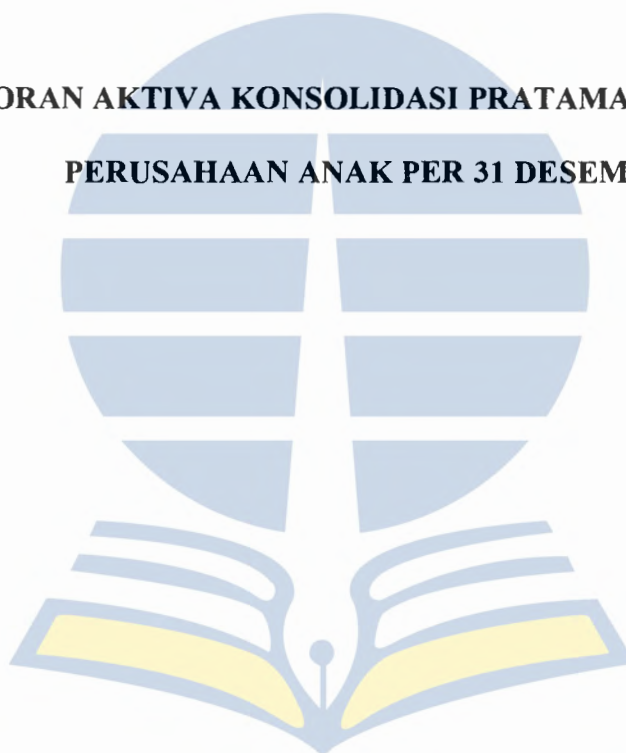 ORAN AKTIVA KONSOLIDASI PRATAMA
PERUSAHAAN ANAK PER 31 DESEM